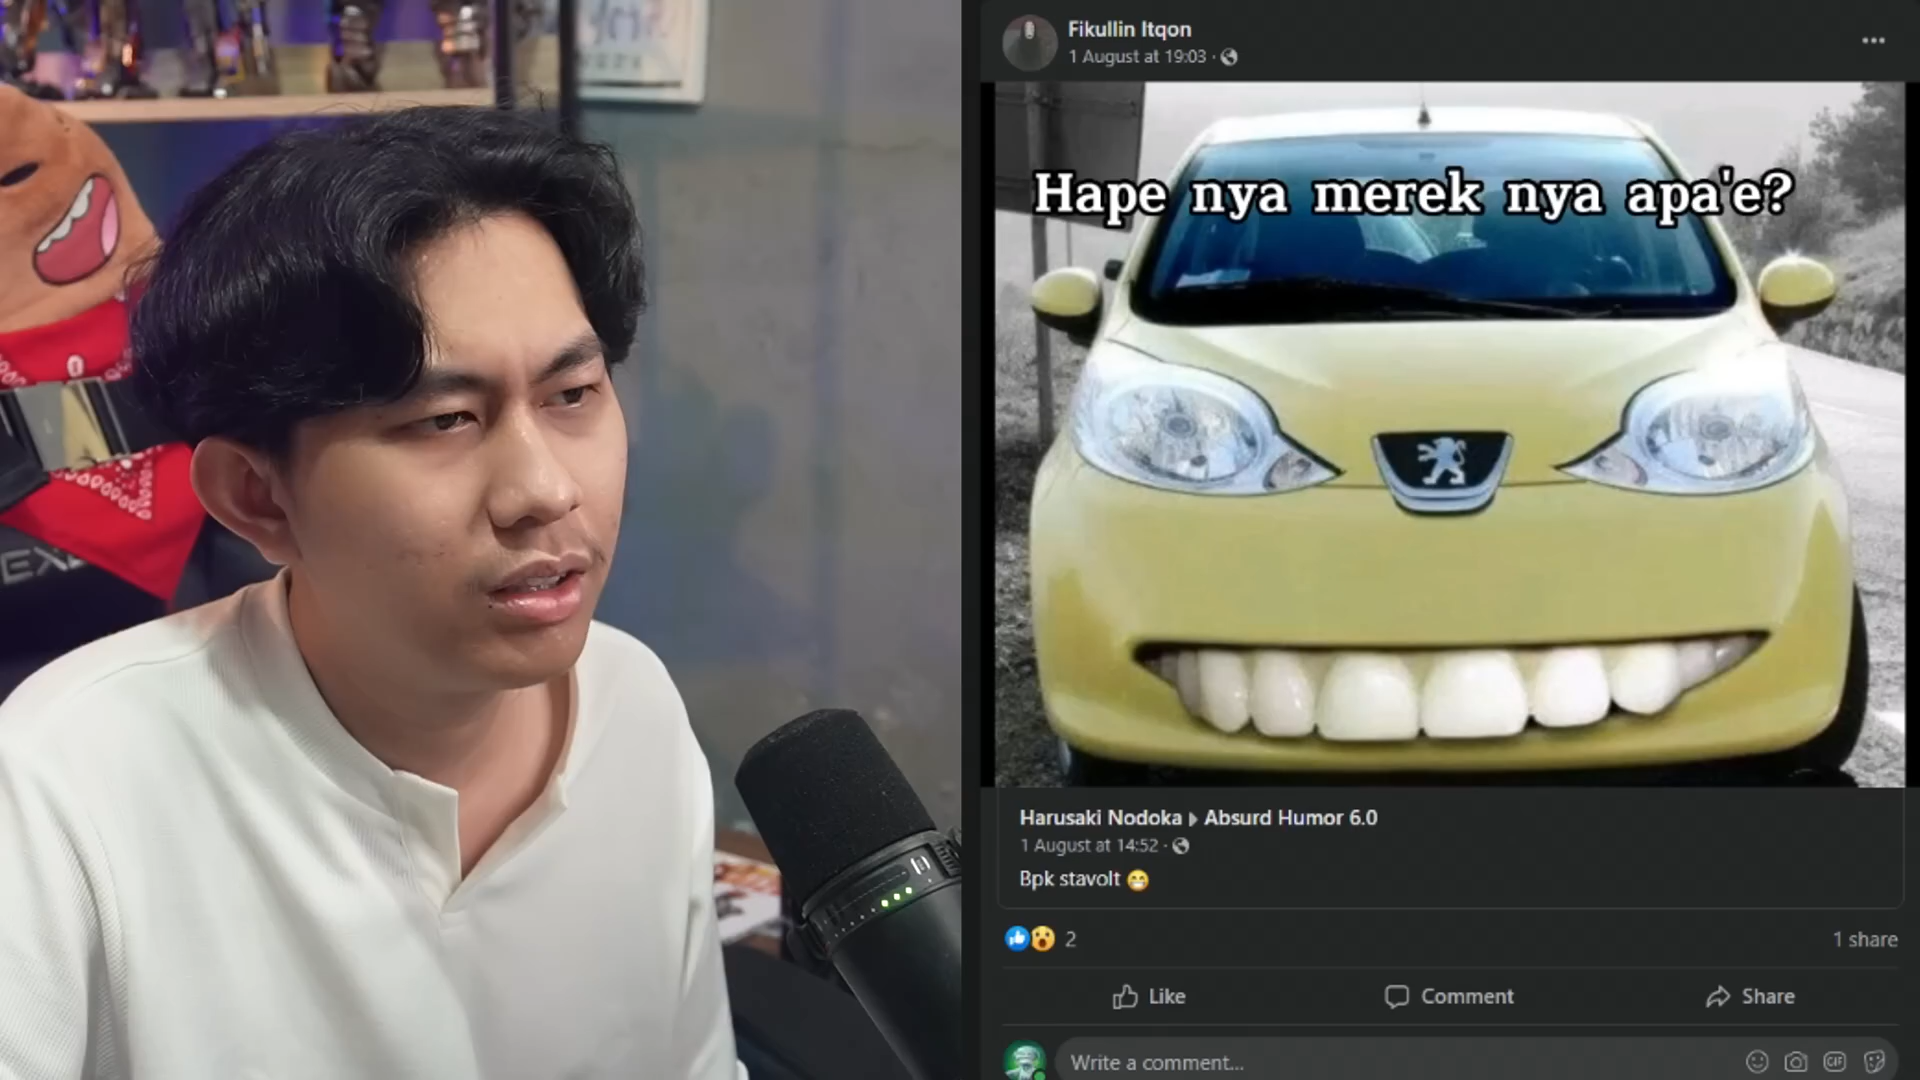 Fikullin Itqon
1 August at 19:03 ·
Hape nya merek nya apa'e?
Harusaki Nodoka Absurd Humor 6.0
1 August at 14:52 ·
Bpk stavolt 😁
2
1 share
Like
Comment
Share
Write a comment...
GIF